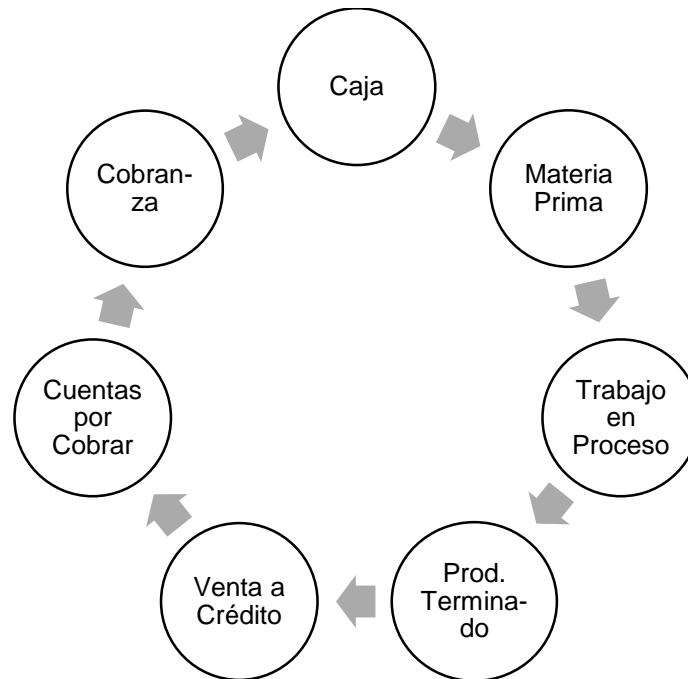 Caja
Materia
Prima
Trabajo
en
Proceso
Prod.
Termina-
do
Venta a
Crédito
Cuentas
por
Cobrar
Cobran-
za